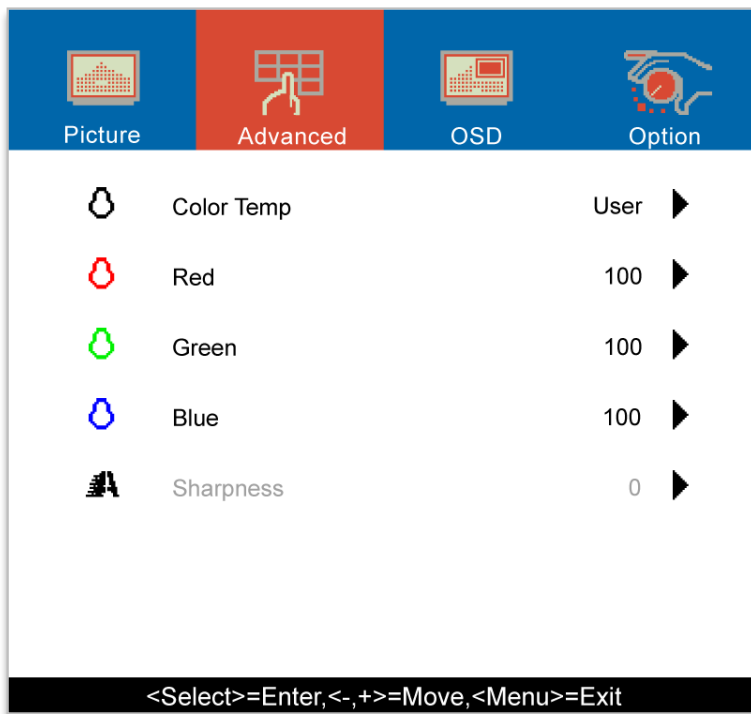 Picture Advanced OSD Option
Color Temp User
Red 100
Green 100
Blue 100
Sharpness 0
<Select>=Enter,<-,+>=Move,<Menu>=Exit